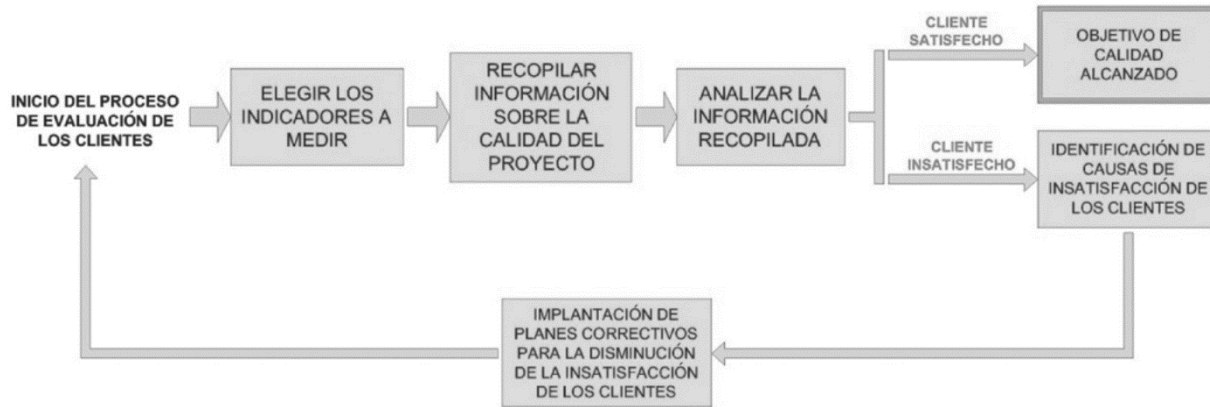 INICIO DEL PROCESO
DE EVALUACIÓN DE
LOS CLIENTES
ELEGIR LOS
INDICADORES A
MEDIR
RECOPILAR
INFORMACIÓN
SOBRE LA
CALIDAD DEL
PROYECTO
ANALIZAR LA
INFORMACIÓN
RECOPILADA
CLIENTE
SATISFECHO
OBJETIVO DE
CALIDAD
ALCANZADO
CLIENTE
INSATISFECHO
IDENTIFICACIÓN DE
CAUSAS DE
INSATISFACCIÓN DE
LOS CLIENTES
IMPLANTACIÓN DE
PLANES CORRECTIVOS
PARA LA DISMINUCIÓN
DE LA INSATISFACCIÓN
DE LOS CLIENTES